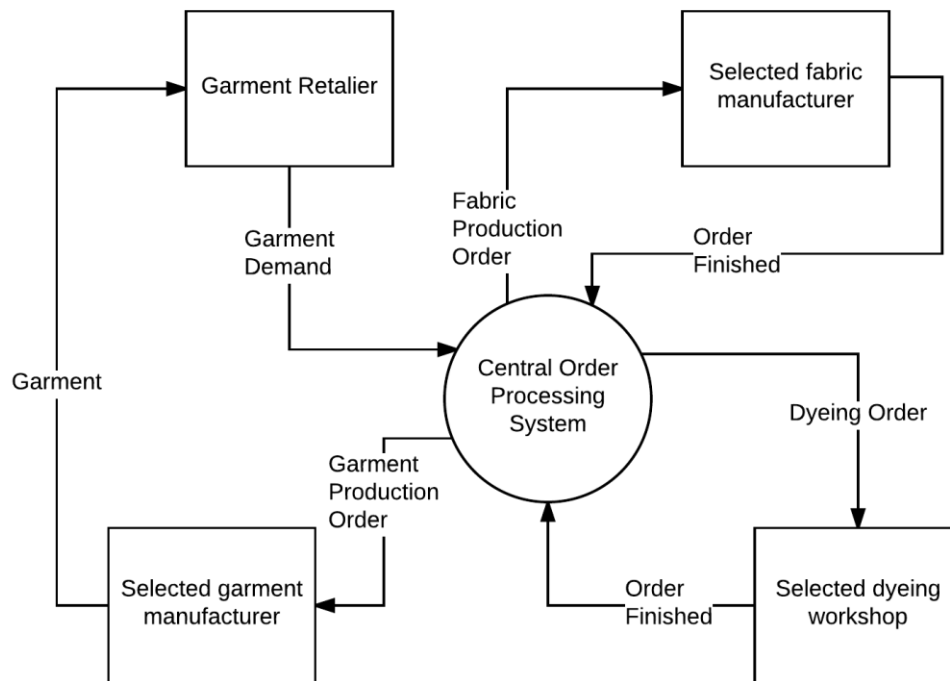 Garment Retalier
Selected fabric
manufacturer
Garment
Demand
Fabric
Production
Order
Order
Finished
Central Order
Processing
System
Garment
Dyeing Order
Garment
Production
Order
Selected garment
manufacturer
Order
Finished
Selected dyeing
workshop